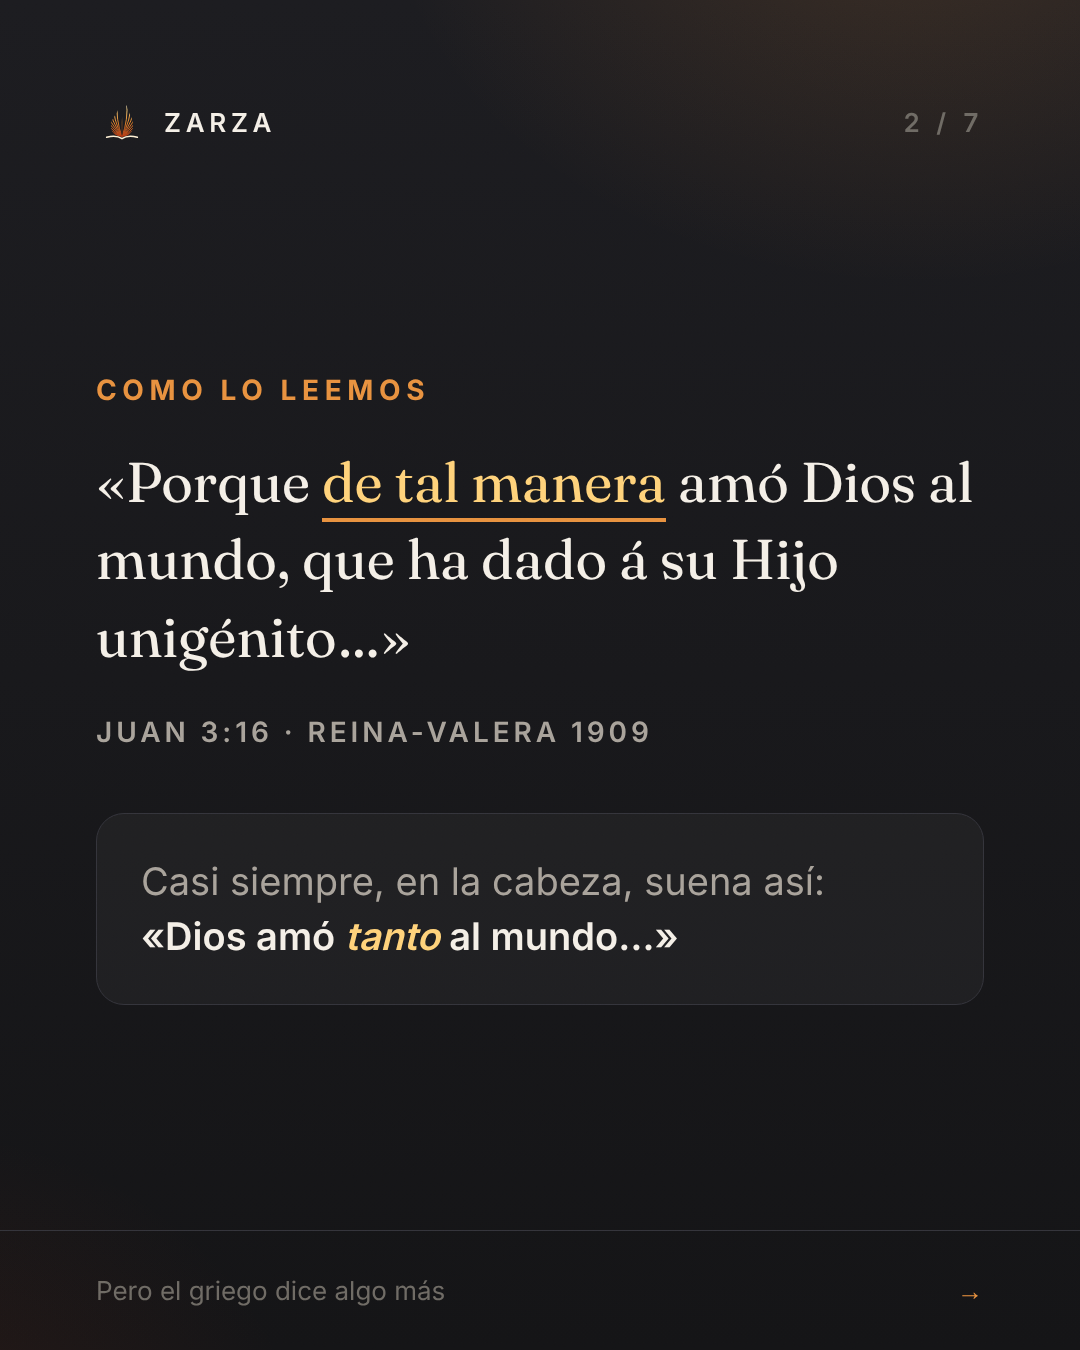 ZARZA
2 / 7
COMO LO LEEMOS
«Porque de tal manera amó Dios al
mundo, que ha dado á su Hijo
unigénito...»
JUAN 3:16 · REINA-VALERA 1909
Casi siempre, en la cabeza, suena así:
«Dios amó tanto al mundo...»
Pero el griego dice algo más
→